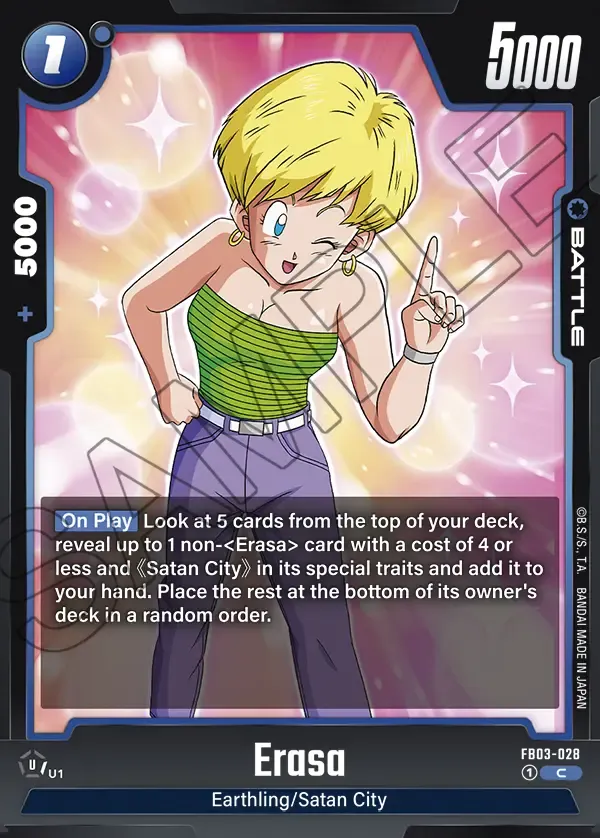 1
5000
+ 5000
BATTLE
SAMPLE
On Play Look at 5 cards from the top of your deck,
reveal up to 1 non-<Erasa> card with a cost of 4 or
less and 《Satan City》 in its special traits and add it to
your hand. Place the rest at the bottom of its owner's
deck in a random order.
©B.S./S., T.A. BANDAI MADE IN JAPAN
U/U1
Erasa
FB03-028
1 C
Earthling/Satan City